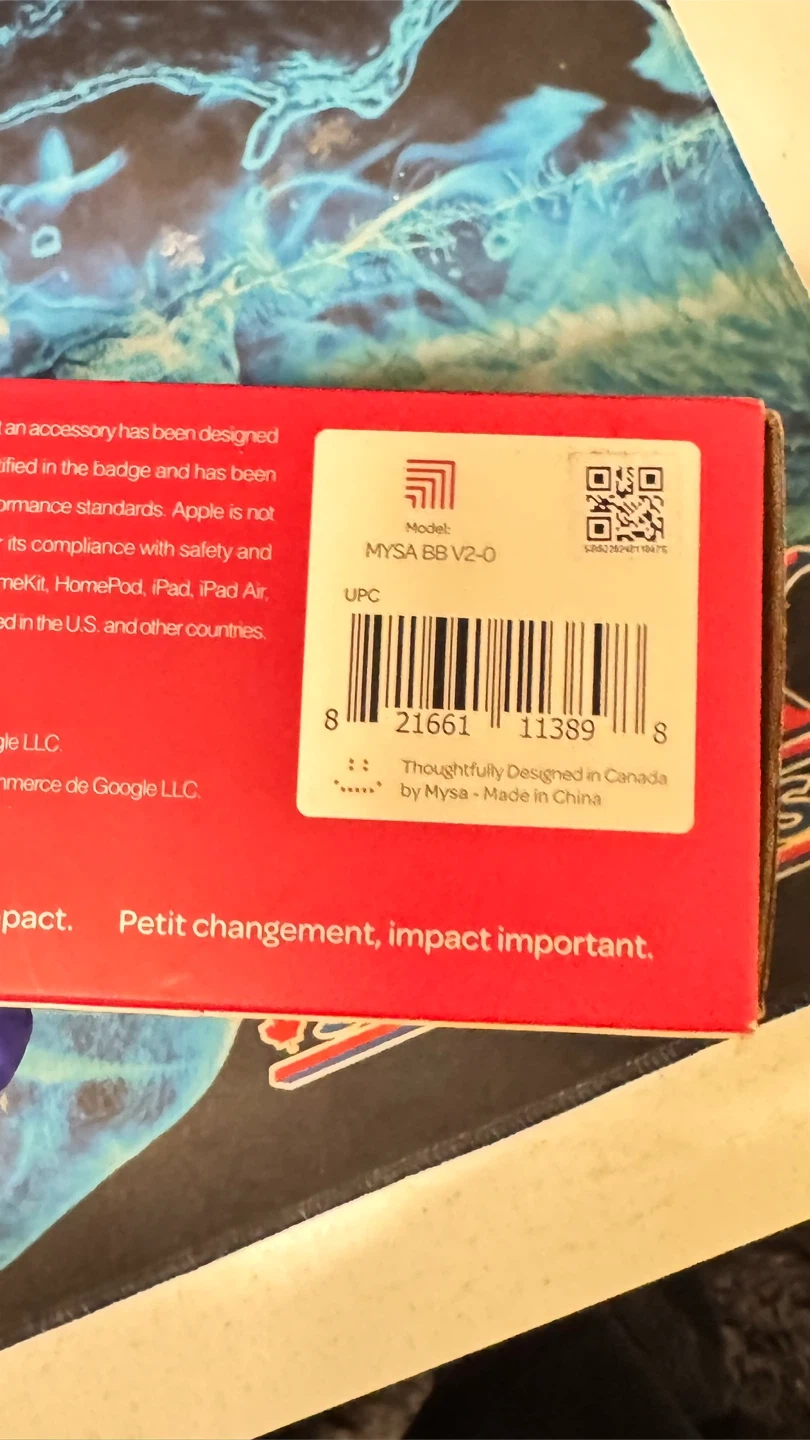 t an accessory has been designed
tified in the badge and has been
ormance standards. Apple is not
r its compliance with safety and
meKit, HomePod, iPad, iPad Air,
ed in the U.S. and other countries.
gle LLC.
mmerce de Google LLC.
Model:
MYSA BB V2-0
UPC
8 21661 11389 8
Thoughtfully Designed in Canada
by Mysa - Made in China
pact. Petit changement, impact important.